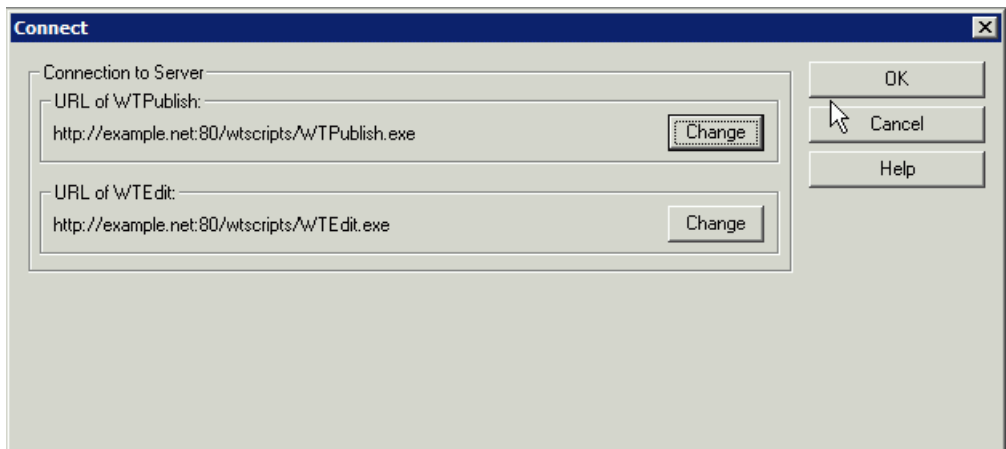 Connect
Connection to Server
URL of WTPublish:
http://example.net:80/wtscripts/WTPublish.exe
Change
URL of WTEdit:
http://example.net:80/wtscripts/WTEdit.exe
Change
OK
Cancel
Help